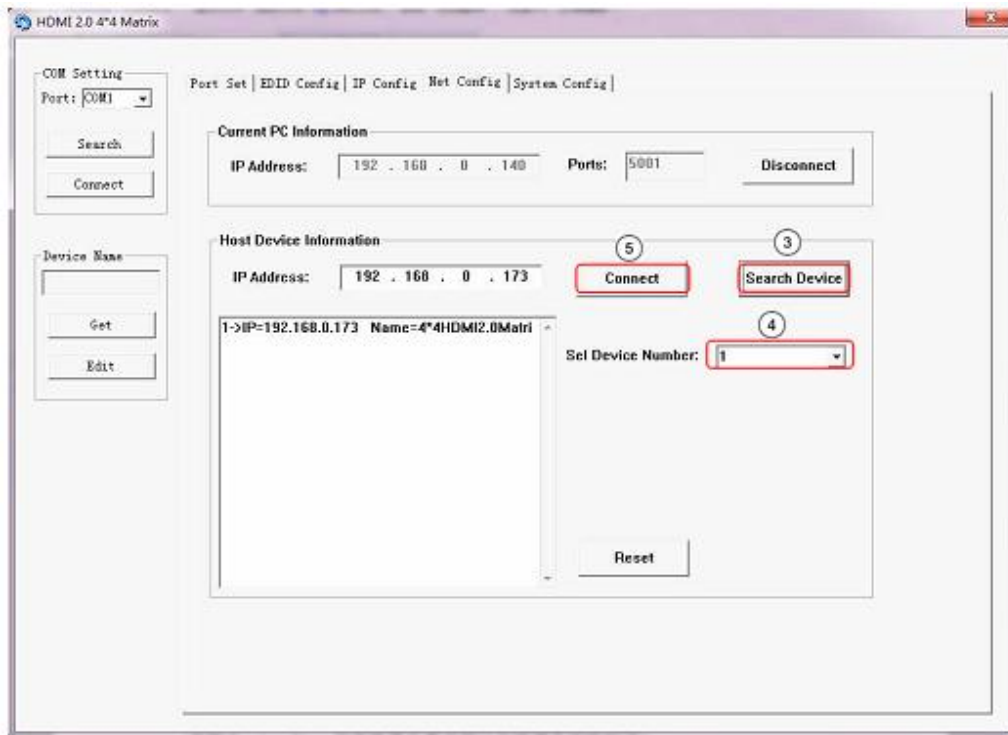 HDMI 2.0 4*4 Matrix
COM Setting
Port: COM1
Search
Connect
Device Name
Get
Edit
Port Set EDID Config IP Config Net Config System Config
Current PC Information
IP Address: 192 . 168 . 0 . 140 Ports: 5001 Disconnect
Host Device Information
5 3
IP Address: 192 . 168 . 0 . 173 Connect Search Device
1->IP=192.168.0.173 Name=4*4HDMI2.0Matri
4
Sel Device Number: 1
Reset